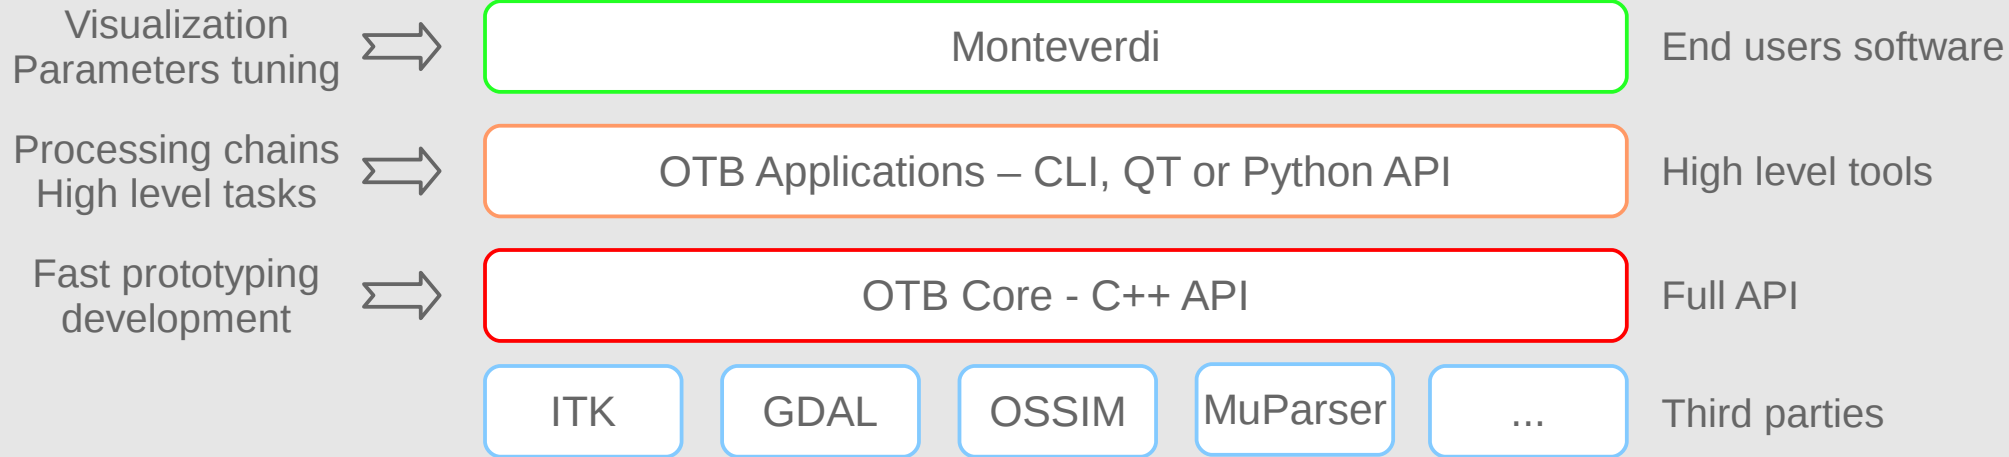 Visualization
Parameters tuning
Monteverdi
End users software
Processing chains
High level tasks
OTB Applications – CLI, QT or Python API
High level tools
Fast prototyping
development
OTB Core - C++ API
Full API
ITK
GDAL
OSSIM
MuParser
...
Third parties